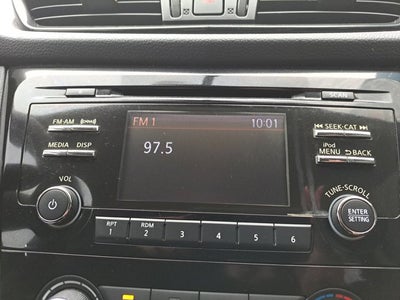 SCAN
FM-AM
FM 1 10:01
SEEK·CAT
MEDIA DISP
97.5
iPod
MENU BACK
VOL
TUNE·SCROLL
ENTER
SETTING
RPT RDM
2 3 4 5 6